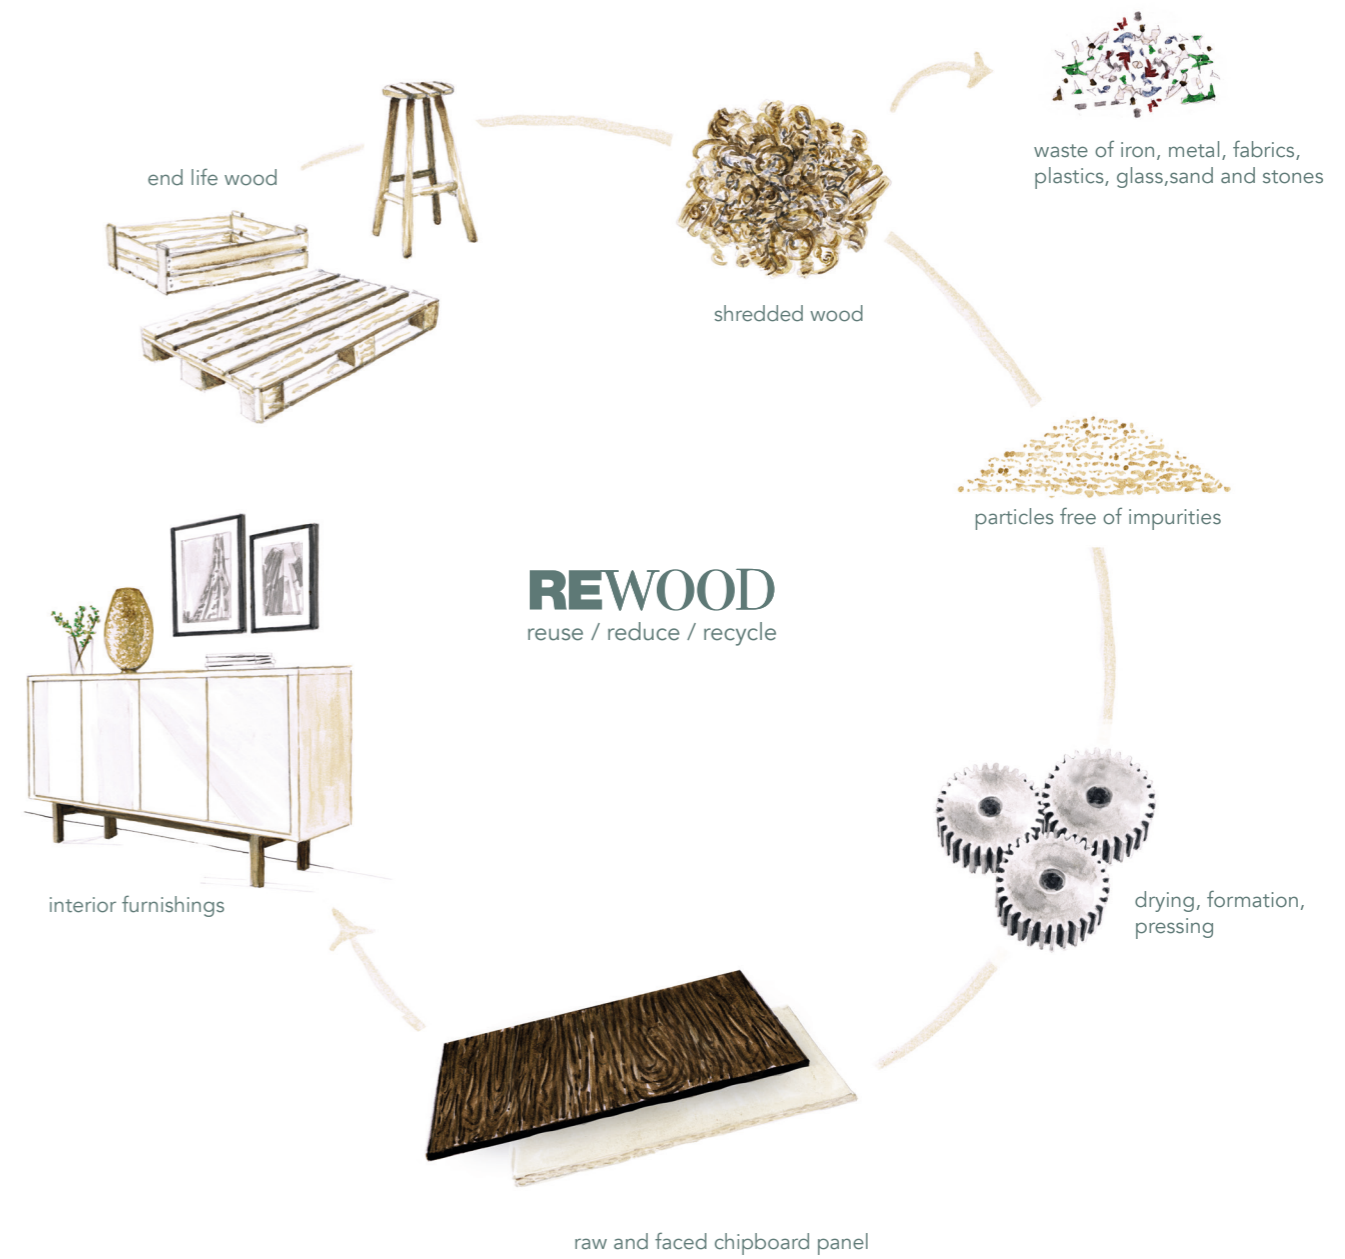 end life wood
waste of iron, metal, fabrics,
plastics, glass,sand and stones
shredded wood
particles free of impurities
REWOOD
reuse / reduce / recycle
interior furnishings
drying, formation,
pressing
raw and faced chipboard panel